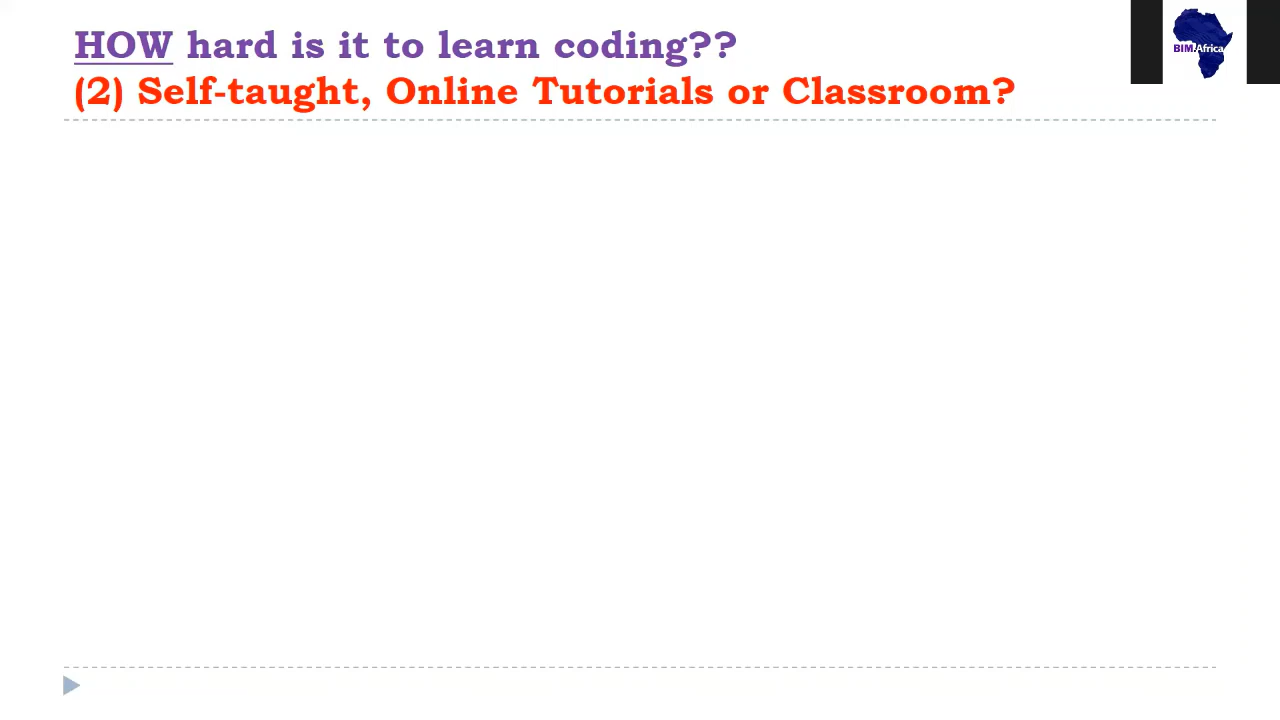 HOW hard is it to learn coding??
(2) Self-taught, Online Tutorials or Classroom?
BIM.Africa